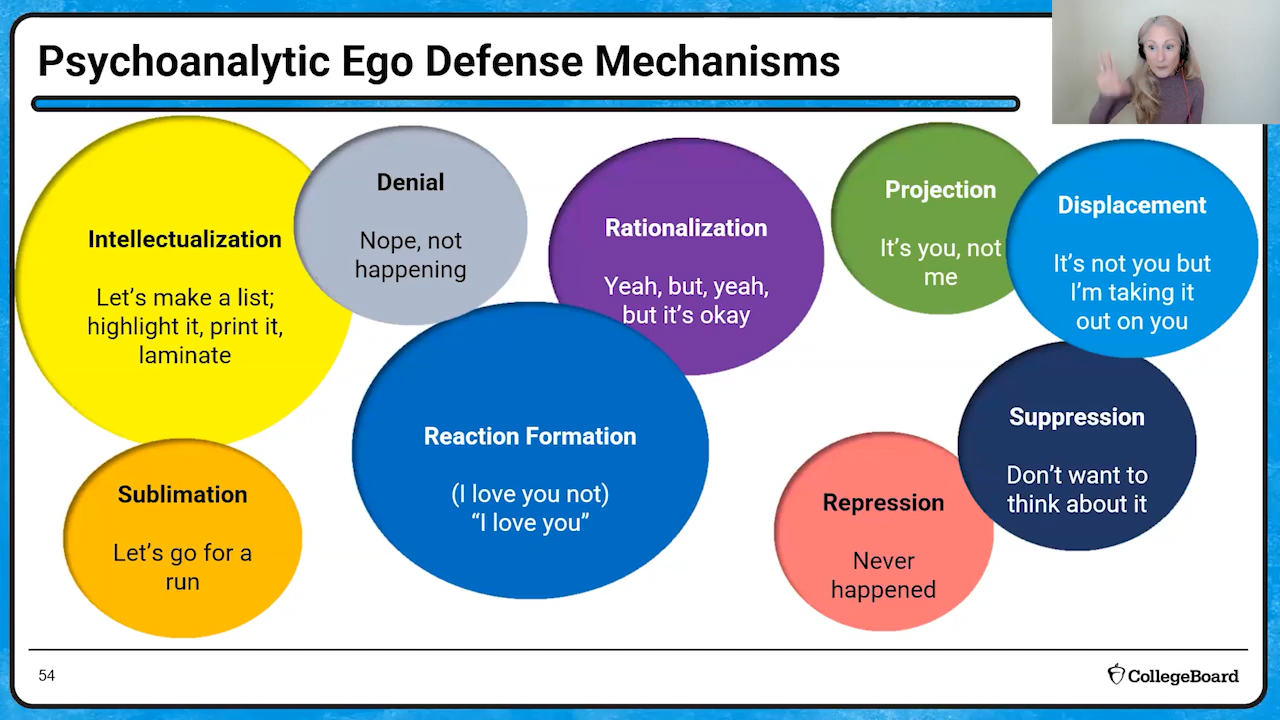 Psychoanalytic Ego Defense Mechanisms
Intellectualization
Let’s make a list;
highlight it, print it,
laminate
Denial
Nope, not
happening
Rationalization
Yeah, but, yeah,
but it’s okay
Projection
It’s you, not
me
Displacement
It’s not you but
I’m taking it
out on you
Sublimation
Let’s go for a
run
Reaction Formation
(I love you not)
“I love you”
Repression
Never
happened
Suppression
Don’t want to
think about it
54
CollegeBoard